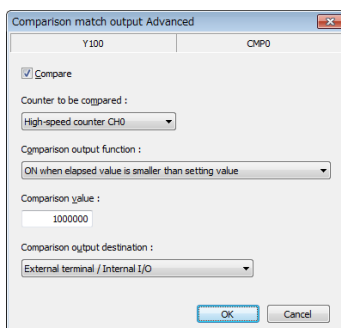 Comparison match output Advanced
Y100 CMP0
Compare
Counter to be compared :
High-speed counter CH0
Comparison output function :
ON when elapsed value is smaller than setting value
Comparison value :
1000000
Comparison output destination :
External terminal / Internal I/O
OK Cancel